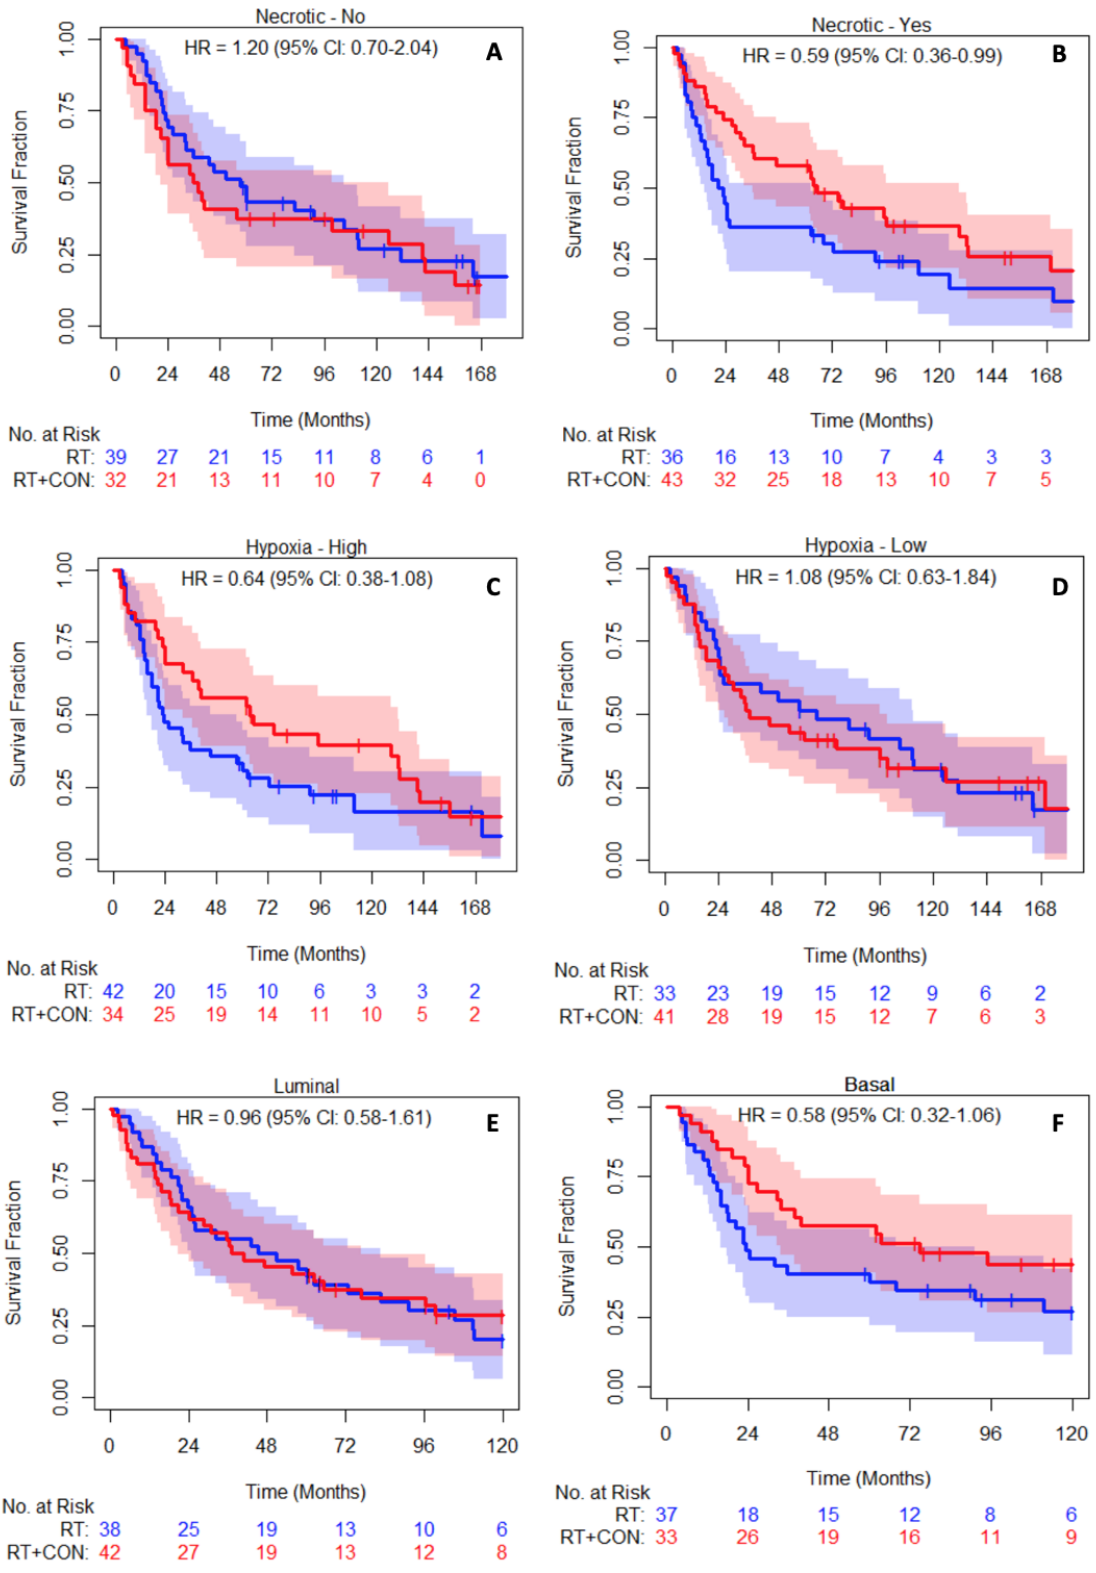 Necrotic - No
HR = 1.20 (95% CI: 0.70-2.04)
A
Survival Fraction
1.00
0.75
0.50
0.25
0.00
0 24 48 72 96 120 144 168
Time (Months)
No. at Risk
RT: 39 27 21 15 11 8 6 1
RT+CON: 32 21 13 11 10 7 4 0
Necrotic - Yes
HR = 0.59 (95% CI: 0.36-0.99)
B
Survival Fraction
1.00
0.75
0.50
0.25
0.00
0 24 48 72 96 120 144 168
Time (Months)
No. at Risk
RT: 36 16 13 10 7 4 3 3
RT+CON: 43 32 25 18 13 10 7 5
Hypoxia - High
HR = 0.64 (95% CI: 0.38-1.08)
C
Survival Fraction
1.00
0.75
0.50
0.25
0.00
0 24 48 72 96 120 144 168
Time (Months)
No. at Risk
RT: 42 20 15 10 6 3 3 2
RT+CON: 34 25 19 14 11 10 5 2
Hypoxia - Low
HR = 1.08 (95% CI: 0.63-1.84)
D
Survival Fraction
1.00
0.75
0.50
0.25
0.00
0 24 48 72 96 120 144 168
Time (Months)
No. at Risk
RT: 33 23 19 15 12 9 6 2
RT+CON: 41 28 19 15 12 7 6 3
Luminal
HR = 0.96 (95% CI: 0.58-1.61)
E
Survival Fraction
1.00
0.75
0.50
0.25
0.00
0 24 48 72 96 120
Time (Months)
No. at Risk
RT: 38 25 19 13 10 6
RT+CON: 42 27 19 13 12 8
Basal
HR = 0.58 (95% CI: 0.32-1.06)
F
Survival Fraction
1.00
0.75
0.50
0.25
0.00
0 24 48 72 96 120
Time (Months)
No. at Risk
RT: 37 18 15 12 8 6
RT+CON: 33 26 19 16 11 9